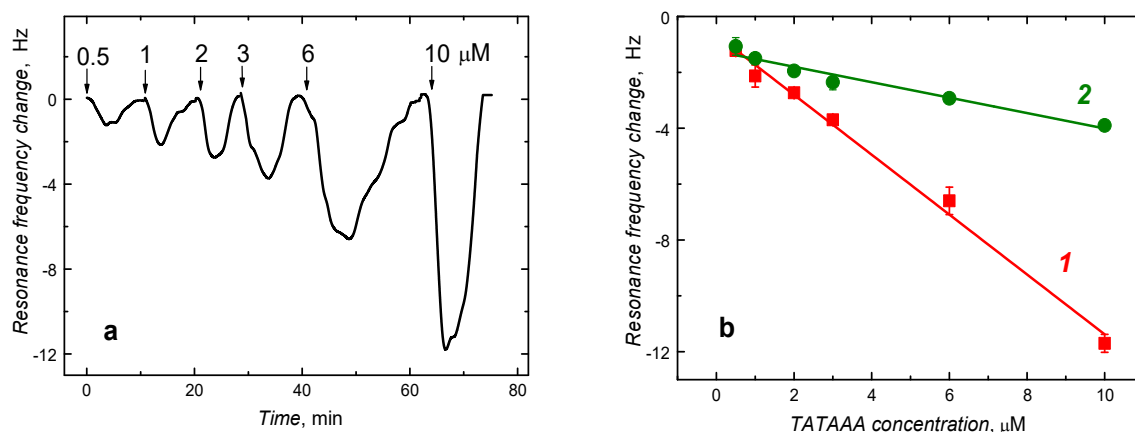 0.5 1 2 3 6 10 μM
0
-4
-8
-12
0 20 40 60 80
Resonance frequency change, Hz
Time, min
a
0
-4
-8
-12
0 2 4 6 8 10
Resonance frequency change, Hz
TATAAA concentration, μM
b
1
2